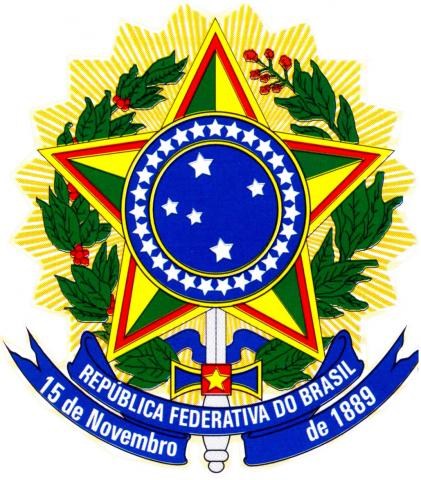 REPÚBLICA FEDERATIVA DO BRASIL
15 de Novembro
de 1889